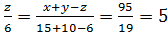 z/6 = (x+y−z)/(15+10−6) = 95/19 = 5